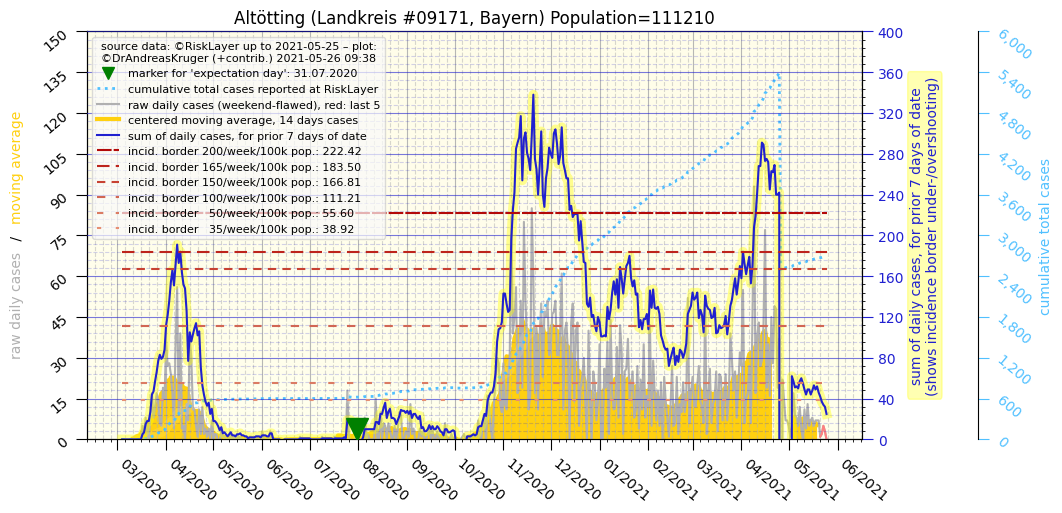 Altötting (Landkreis #09171, Bayern) Population=111210
source data: ©RiskLayer up to 2021-05-25 – plot:
©DrAndreasKruger (+contrib.) 2021-05-26 09:38
marker for 'expectation day': 31.07.2020
cumulative total cases reported at RiskLayer
raw daily cases (weekend-flawed), red: last 5
centered moving average, 14 days cases
sum of daily cases, for prior 7 days of date
incid. border 200/week/100k pop.: 222.42
incid. border 165/week/100k pop.: 183.50
incid. border 150/week/100k pop.: 166.81
incid. border 100/week/100k pop.: 111.21
incid. border 50/week/100k pop.: 55.60
incid. border 35/week/100k pop.: 38.92
raw daily cases / moving average
150
135
120
105
90
75
60
45
30
15
0
03/2020
04/2020
05/2020
06/2020
07/2020
08/2020
09/2020
10/2020
11/2020
12/2020
01/2021
02/2021
03/2021
04/2021
05/2021
06/2021
400
360
320
280
240
200
160
120
80
40
0
sum of daily cases, for prior 7 days of date
(shows incidence border under-/overshooting)
6,000
5,400
4,800
4,200
3,600
3,000
2,400
1,800
1,200
600
0
cumulative total cases